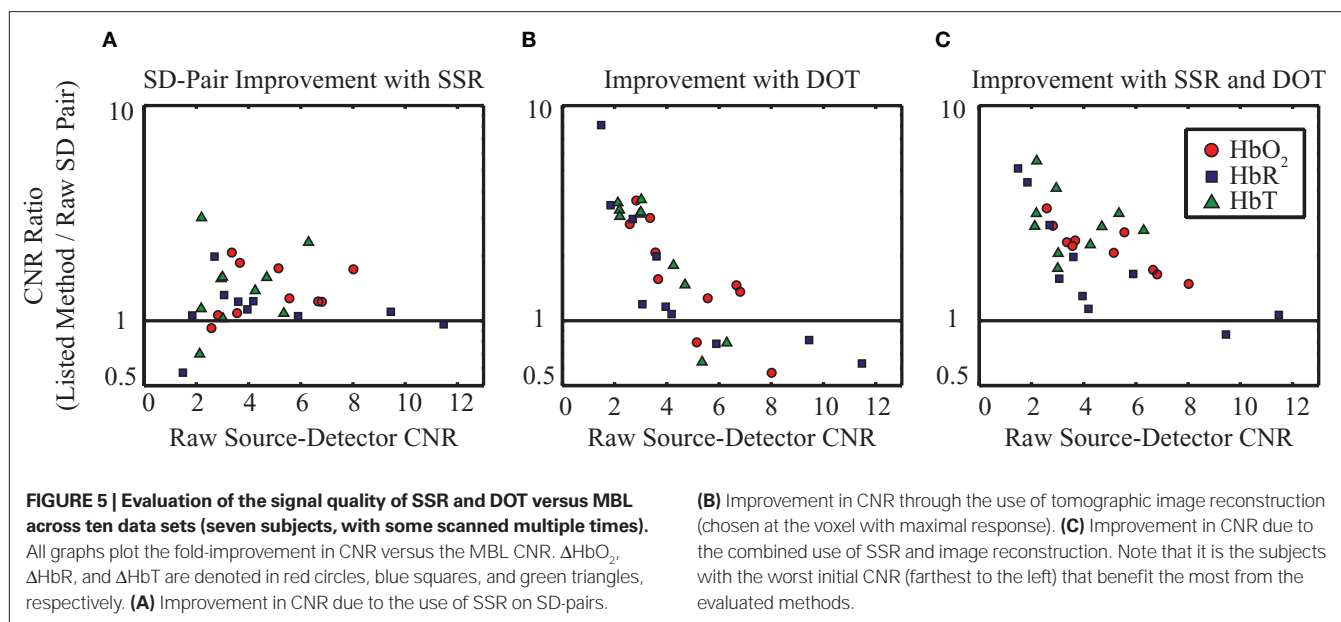 A
B
C
SD-Pair Improvement with SSR
Improvement with DOT
Improvement with SSR and DOT
CNR Ratio
(Listed Method / Raw SD Pair)
10
1
0.5
0 2 4 6 8 10 12
Raw Source-Detector CNR
10
1
0.5
0 2 4 6 8 10 12
Raw Source-Detector CNR
10
1
0.5
0 2 4 6 8 10 12
Raw Source-Detector CNR
HbO₂
HbR
HbT
FIGURE 5 | Evaluation of the signal quality of SSR and DOT versus MBL
across ten data sets (seven subjects, with some scanned multiple times).
All graphs plot the fold-improvement in CNR versus the MBL CNR. ΔHbO₂,
ΔHbR, and ΔHbT are denoted in red circles, blue squares, and green triangles,
respectively. (A) Improvement in CNR due to the use of SSR on SD-pairs.
(B) Improvement in CNR through the use of tomographic image reconstruction
(chosen at the voxel with maximal response). (C) Improvement in CNR due to
the combined use of SSR and image reconstruction. Note that it is the subjects
with the worst initial CNR (farthest to the left) that benefit the most from the
evaluated methods.